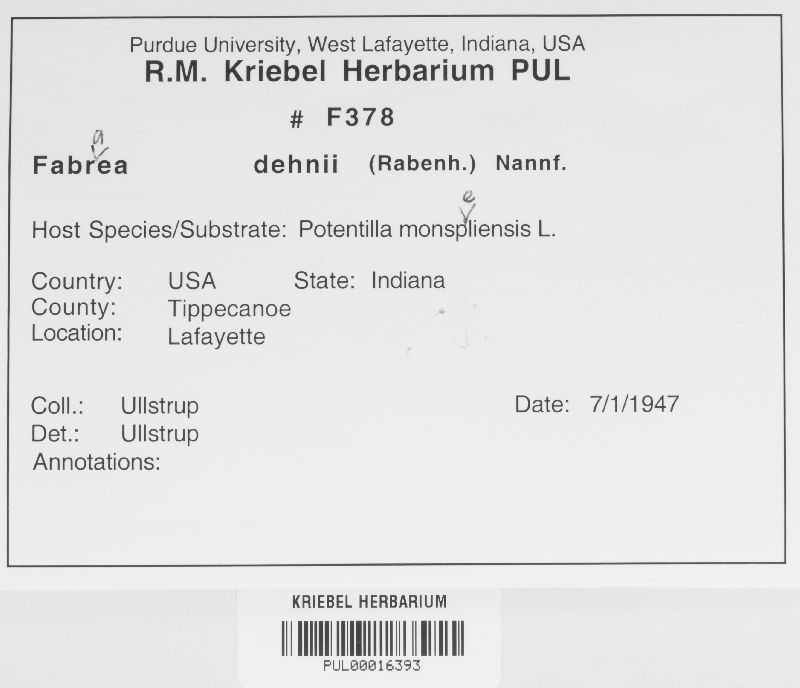 Purdue University, West Lafayette, Indiana, USA
R.M. Kriebel Herbarium PUL
# F378
a
Fabrea dehnii (Rabenh.) Nannf.
e
Host Species/Substrate: Potentilla monspliensis L.
Country: USA State: Indiana
County: Tippecanoe
Location: Lafayette
Coll.: Ullstrup Date: 7/1/1947
Det.: Ullstrup
Annotations:
KRIEBEL HERBARIUM
PUL00016393